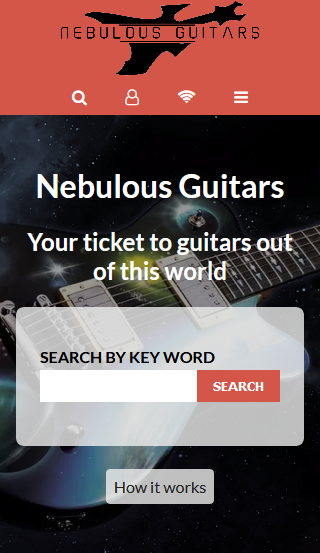 NEBULOUS GUITARS
Nebulous Guitars
Your ticket to guitars out
of this world
SEARCH BY KEY WORD
SEARCH
How it works